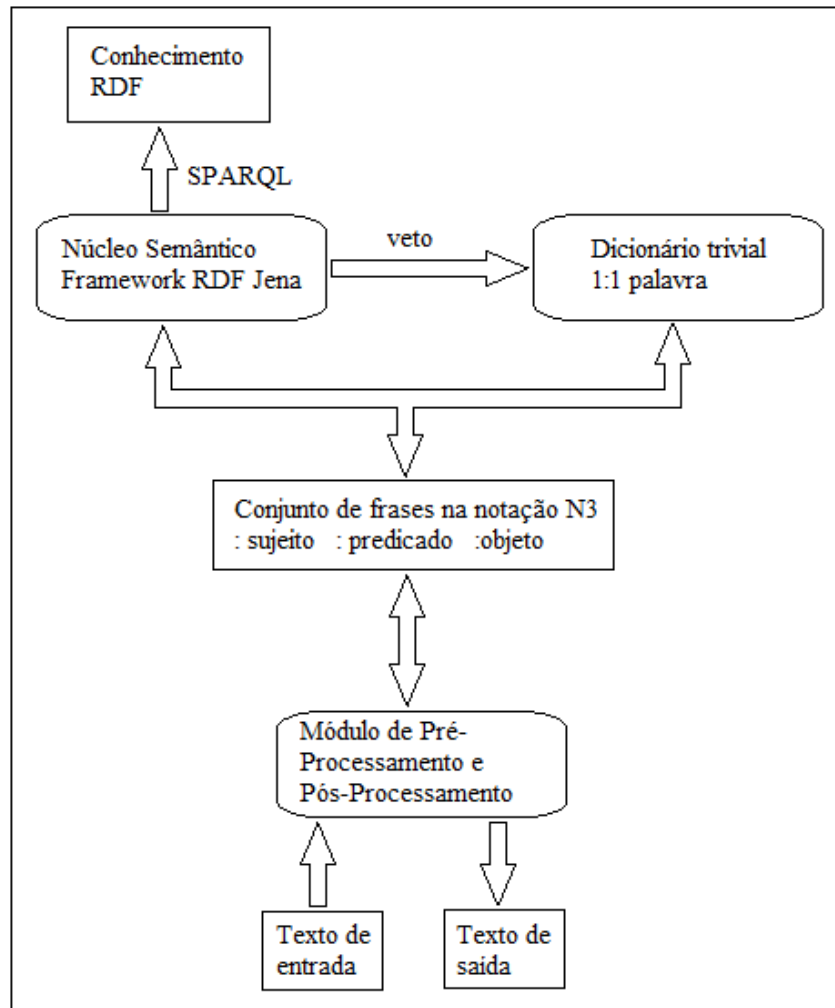 Conhecimento
RDF
SPARQL
Núcleo Semântico
Framework RDF Jena
veto
Dicionário trivial
1:1 palavra
Conjunto de frases na notação N3
: sujeito : predicado :objeto
Módulo de Pré-
Processamento e
Pós-Processamento
Texto de
entrada
Texto de
saída